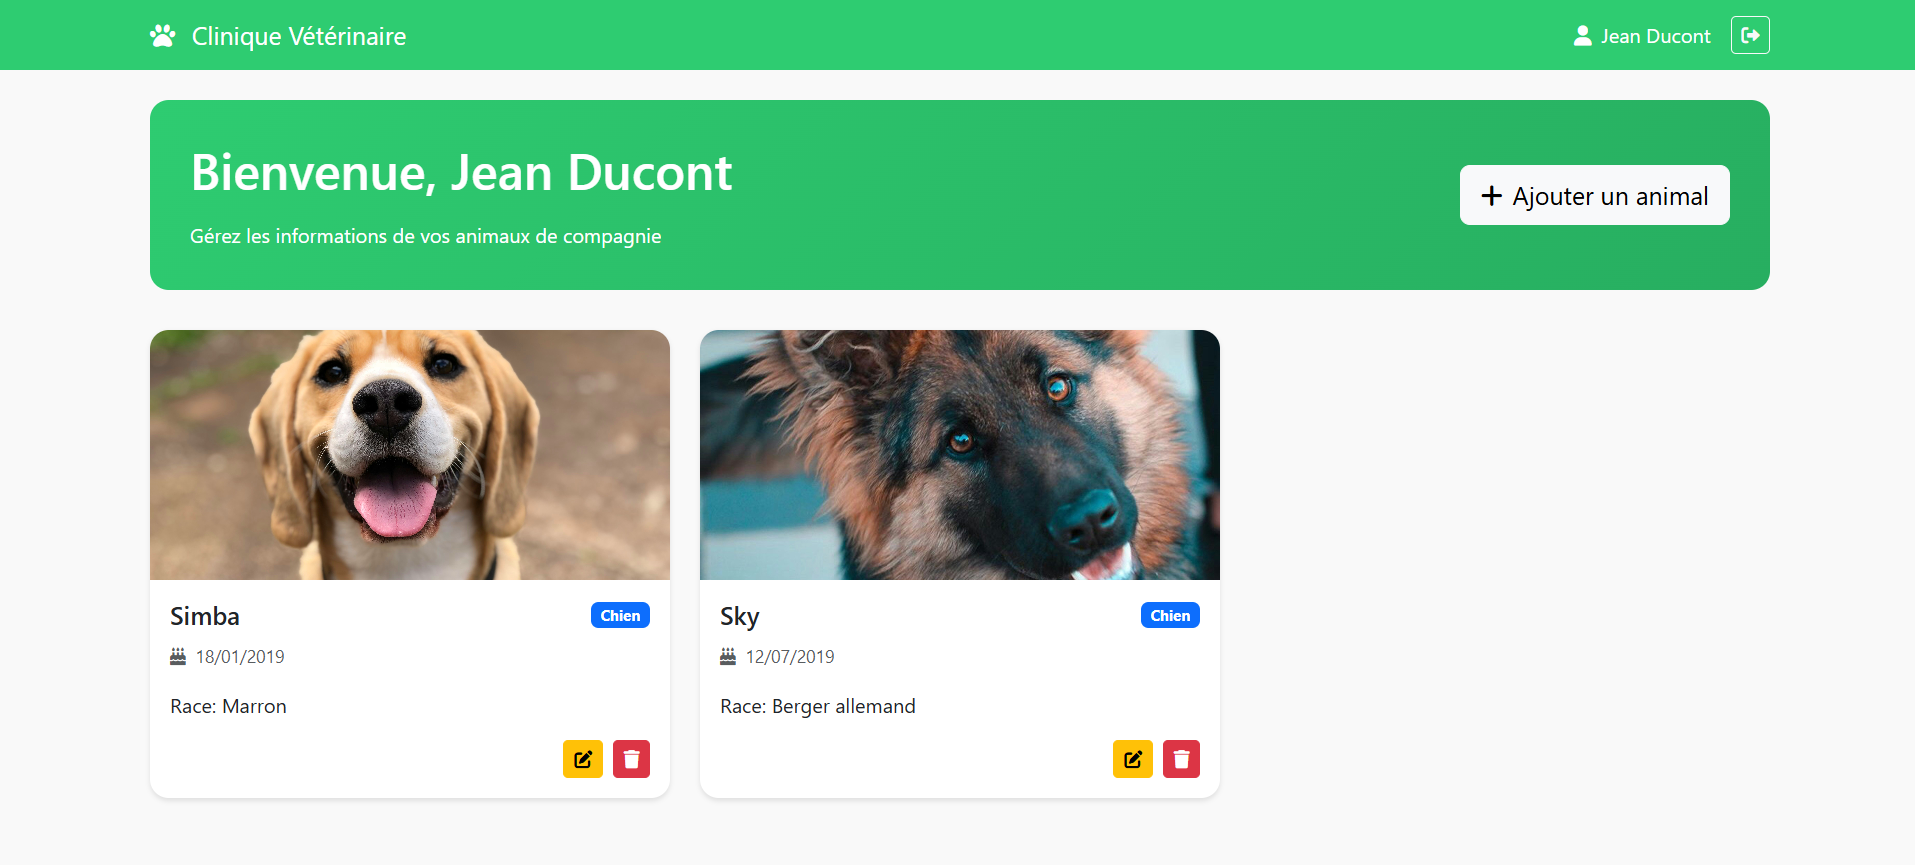 Clinique Vétérinaire
Jean Ducont
Bienvenue, Jean Ducont
Gérez les informations de vos animaux de compagnie
Ajouter un animal
Simba
Chien
18/01/2019
Race: Marron
Sky
Chien
12/07/2019
Race: Berger allemand